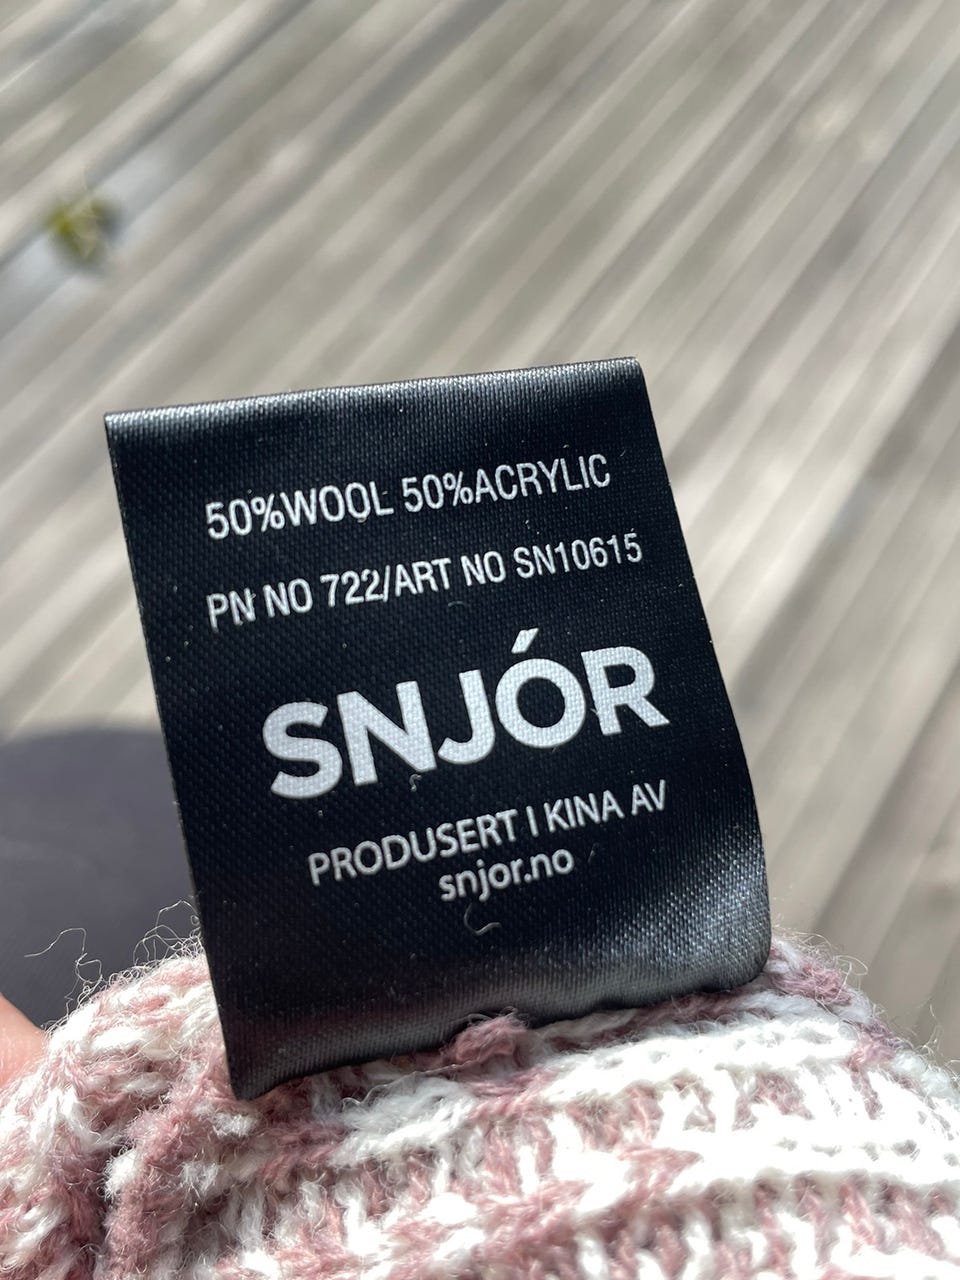 50%WOOL 50%ACRYLIC
PN NO 722/ART NO SN10615
SNJÓR
PRODUSERT I KINA AV
snjor.no